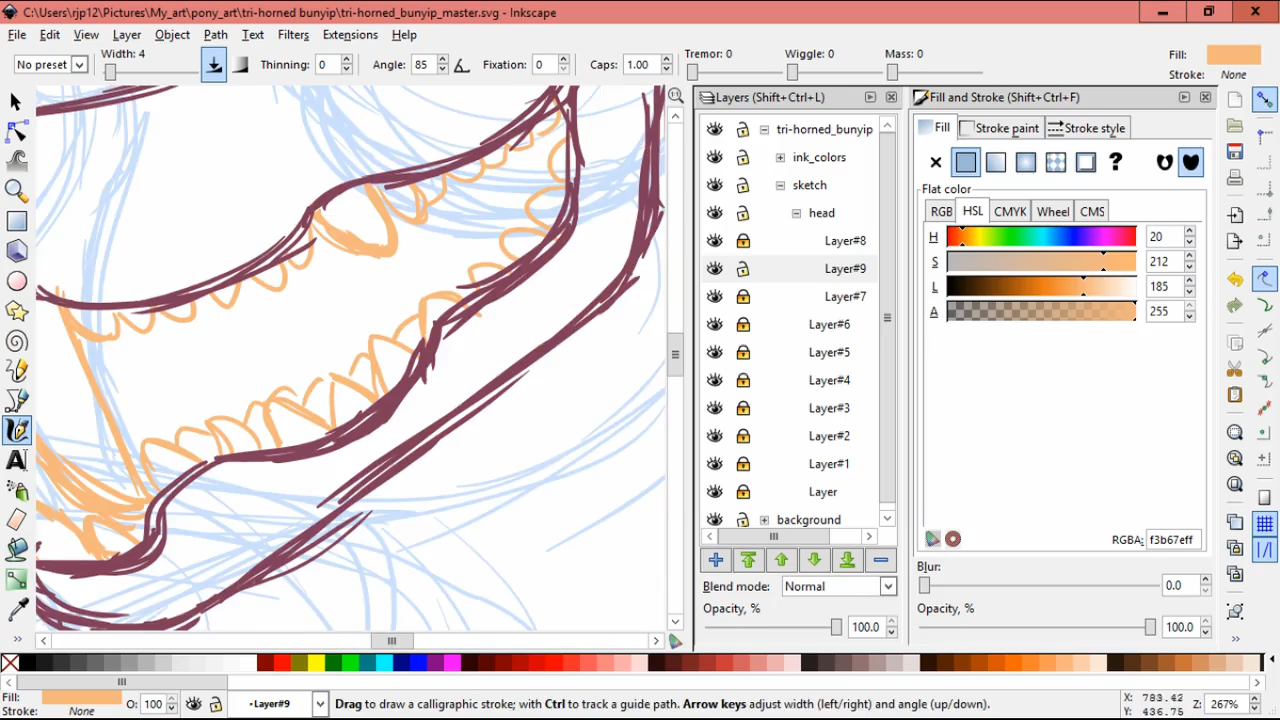 C:\Users\rjp12\Pictures\My_art\pony_art\tri-horned bunyip\tri-horned_bunyip_master.svg - Inkscape
File Edit View Layer Object Path Text Filters Extensions Help
No preset Width: 4 Thinning: 0 Angle: 85 Fixation: 0 Caps: 1.00 Tremor: 0 Wiggle: 0 Mass: 0 Fill:
Stroke: None
Layers (Shift+Ctrl+L) Fill and Stroke (Shift+Ctrl+F)
tri-horned_bunyip
ink_colors
sketch
head
Layer#8
Layer#9
Layer#7
Layer#6
Layer#5
Layer#4
Layer#3
Layer#2
Layer#1
Layer
background
Blend mode: Normal
Opacity, % 100.0
Fill Stroke paint Stroke style
?
Flat color
RGB HSL CMYK Wheel CMS
H 20
S 212
L 185
A 255
RGBA: f3b67eff
Blur:
0.0
Opacity, %
100.0
Fill:
Stroke: None O: 100 •Layer#9 Drag to draw a calligraphic stroke; with Ctrl to track a guide path. Arrow keys adjust width (left/right) and angle (up/down). X: 783.42
Y: 436.75 Z: 267%